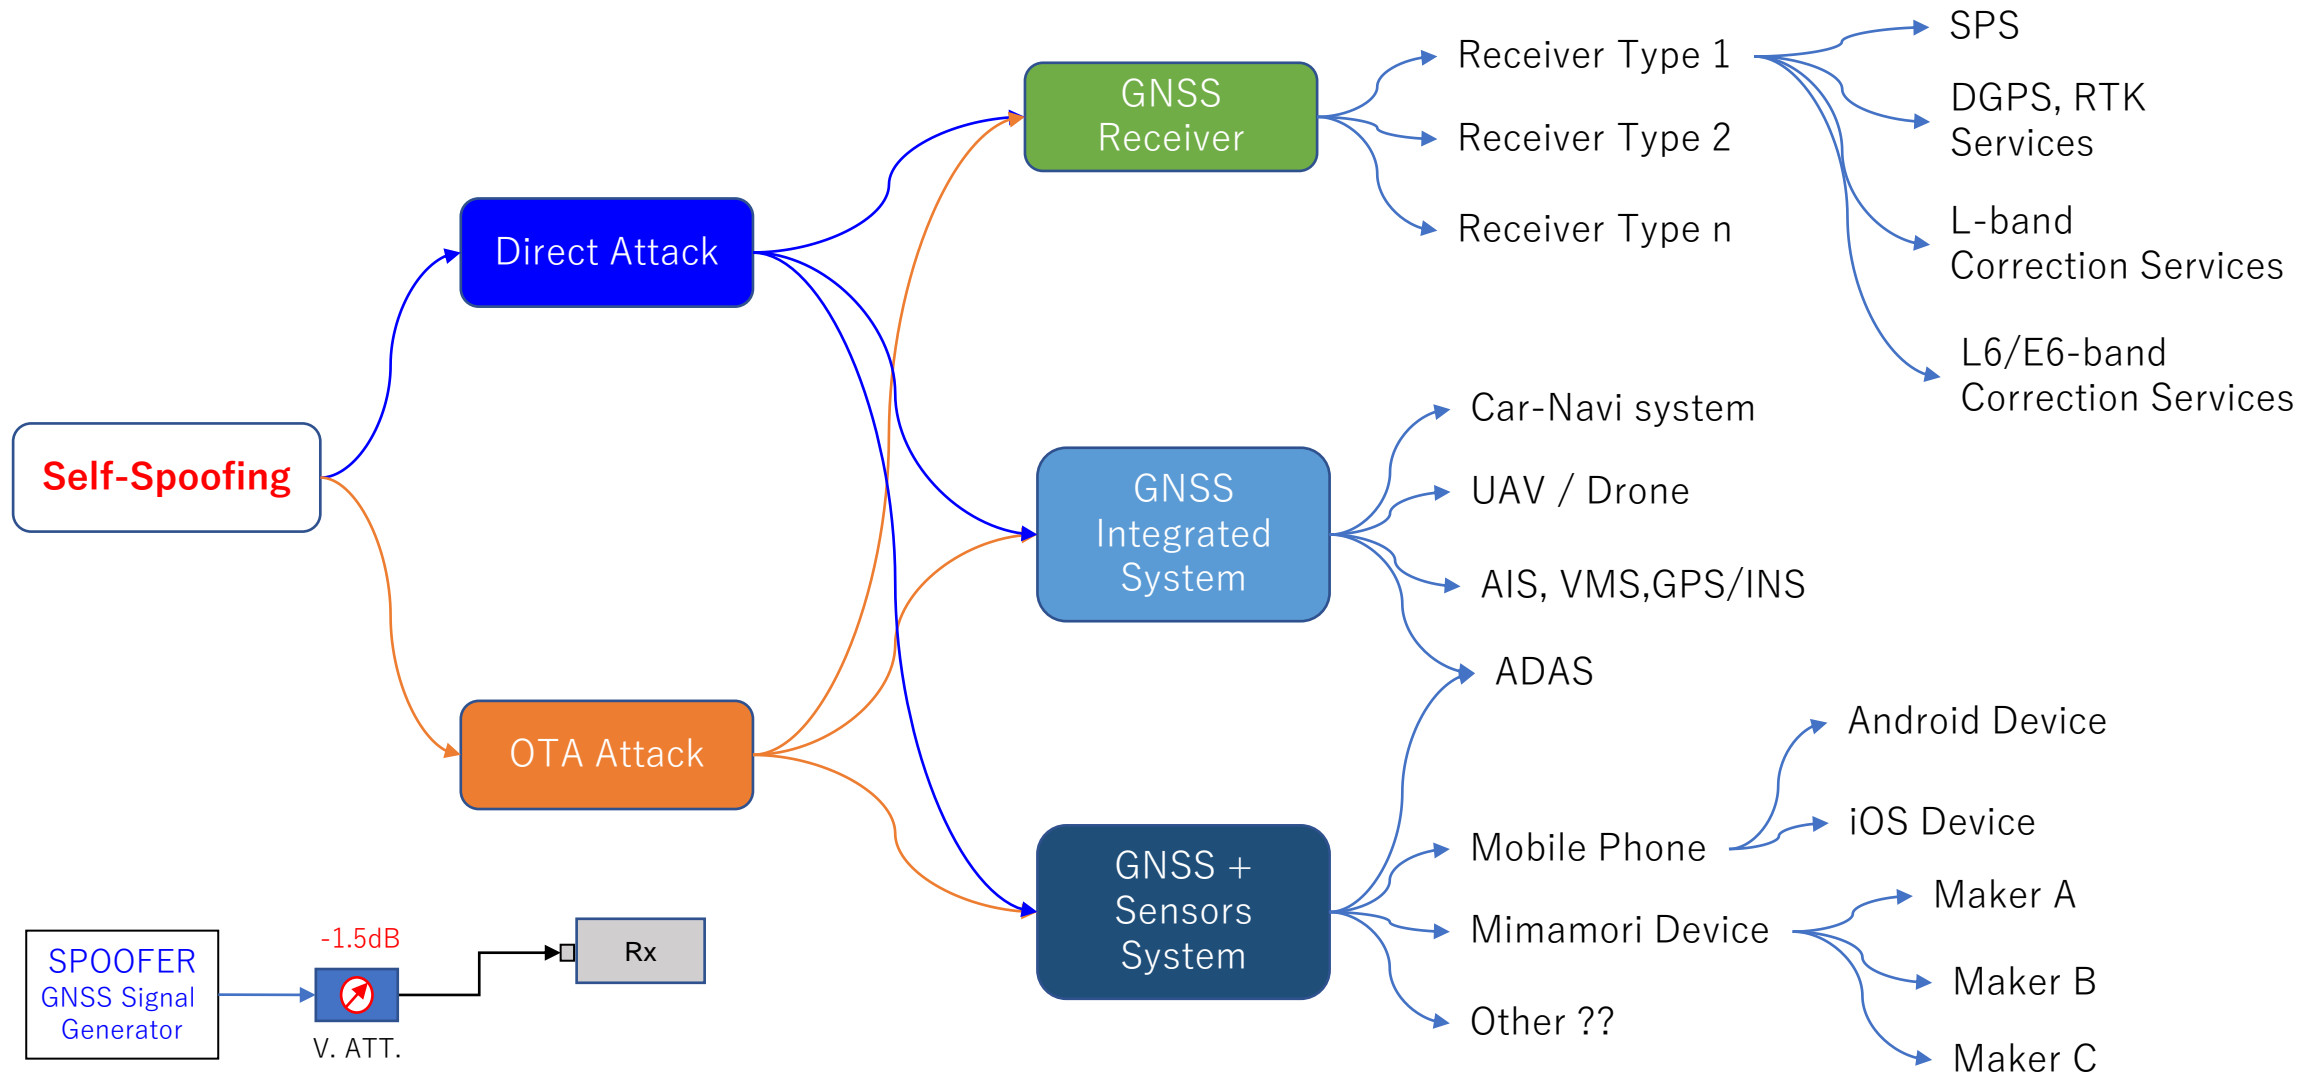 Self-Spoofing
Direct Attack
OTA Attack
GNSS
Receiver
GNSS
Integrated
System
GNSS +
Sensors
System
Receiver Type 1
Receiver Type 2
Receiver Type n
SPS
DGPS, RTK
Services
L-band
Correction Services
L6/E6-band
Correction Services
Car-Navi system
UAV / Drone
AIS, VMS,GPS/INS
ADAS
Mobile Phone
Mimamori Device
Other ??
Android Device
iOS Device
Maker A
Maker B
Maker C
SPOOFER
GNSS Signal
Generator
-1.5dB
V. ATT.
Rx